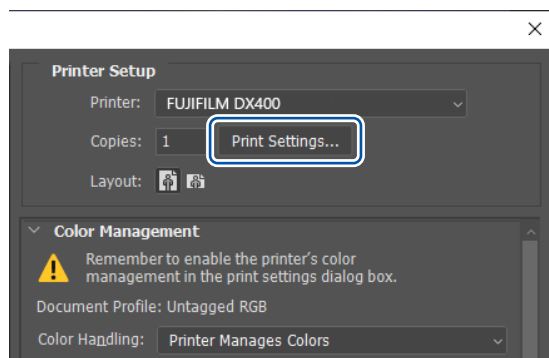 Printer Setup
Printer: FUJIFILM DX400
Copies: 1 Print Settings...
Layout:
Color Management
Remember to enable the printer's color
management in the print settings dialog box.
Document Profile: Untagged RGB
Color Handling: Printer Manages Colors